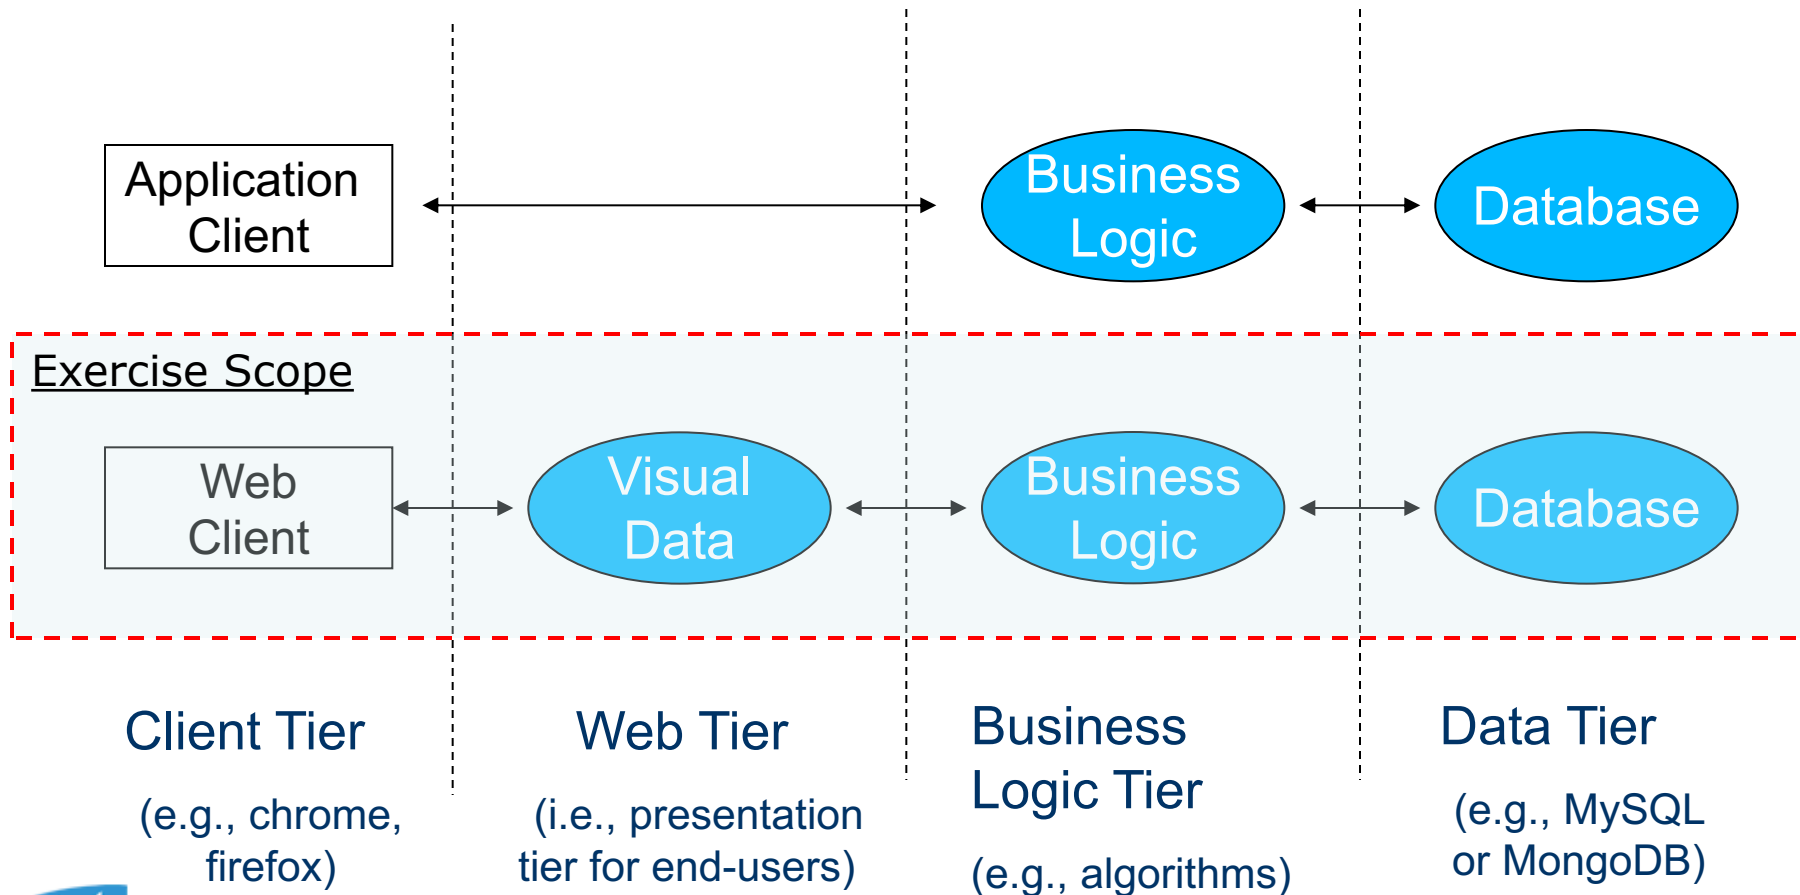 Application
Client
Business
Logic
Database
Exercise Scope
Web
Client
Visual
Data
Business
Logic
Database
Client Tier
(e.g., chrome,
firefox)
Web Tier
(i.e., presentation
tier for end-users)
Business
Logic Tier
(e.g., algorithms)
Data Tier
(e.g., MySQL
or MongoDB)